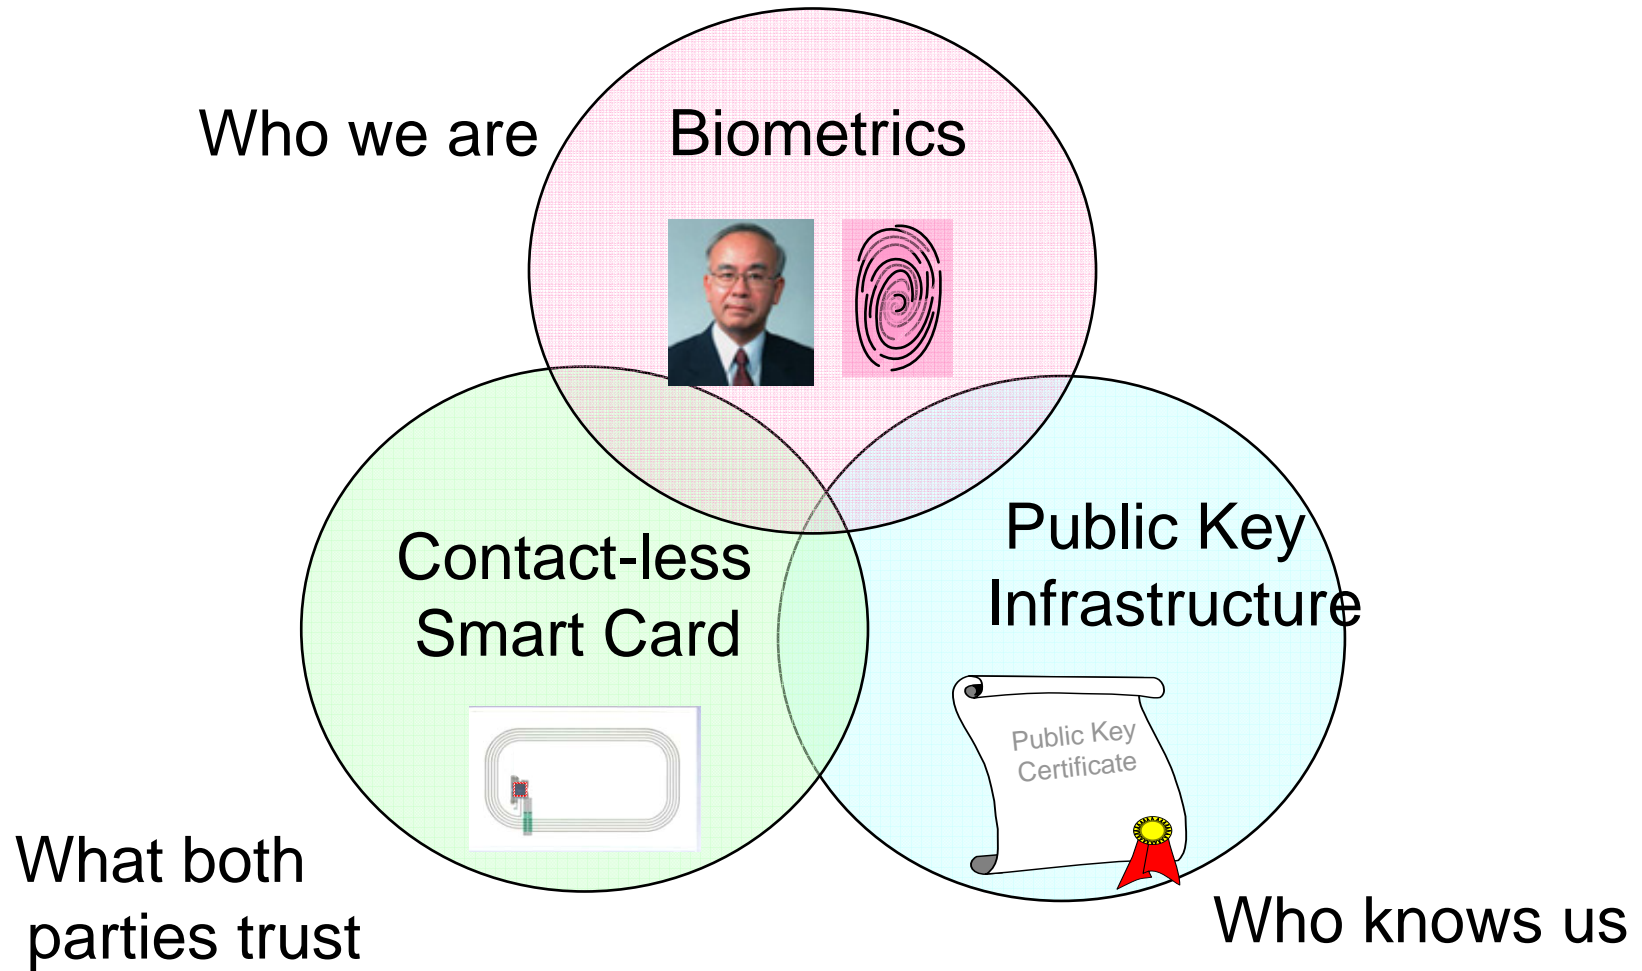 Who we are
Biometrics
Contact-less
Smart Card
Public Key
Infrastructure
Public Key
Certificate
What both
parties trust
Who knows us